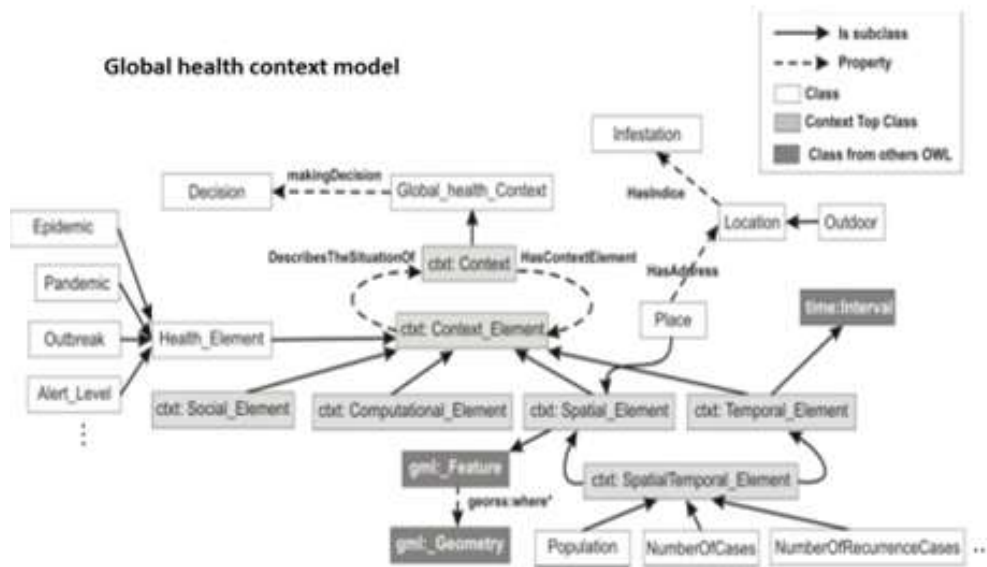 Global health context model
Is subclass
Property
Class
Context Top Class
Class from others OWL
Infestation
makingDecision
Decision
Global_health_Context
HasIndice
Location
Outdoor
Epidemic
DescribesTheSituationOf
ctxt: Context
HasContextElement
HasAddress
Pandemic
time:Interval
Place
ctxt: Context_Element
Outbreak
Health_Element
Alert_Level
ctxt: Social_Element
ctxt: Computational_Element
ctxt: Spatial_Element
ctxt: Temporal_Element
gml:_Feature
ctxt: SpatialTemporal_Element
georss:where*
gml:_Geometry
Population
NumberOfCases
NumberOfRecurrenceCases
...